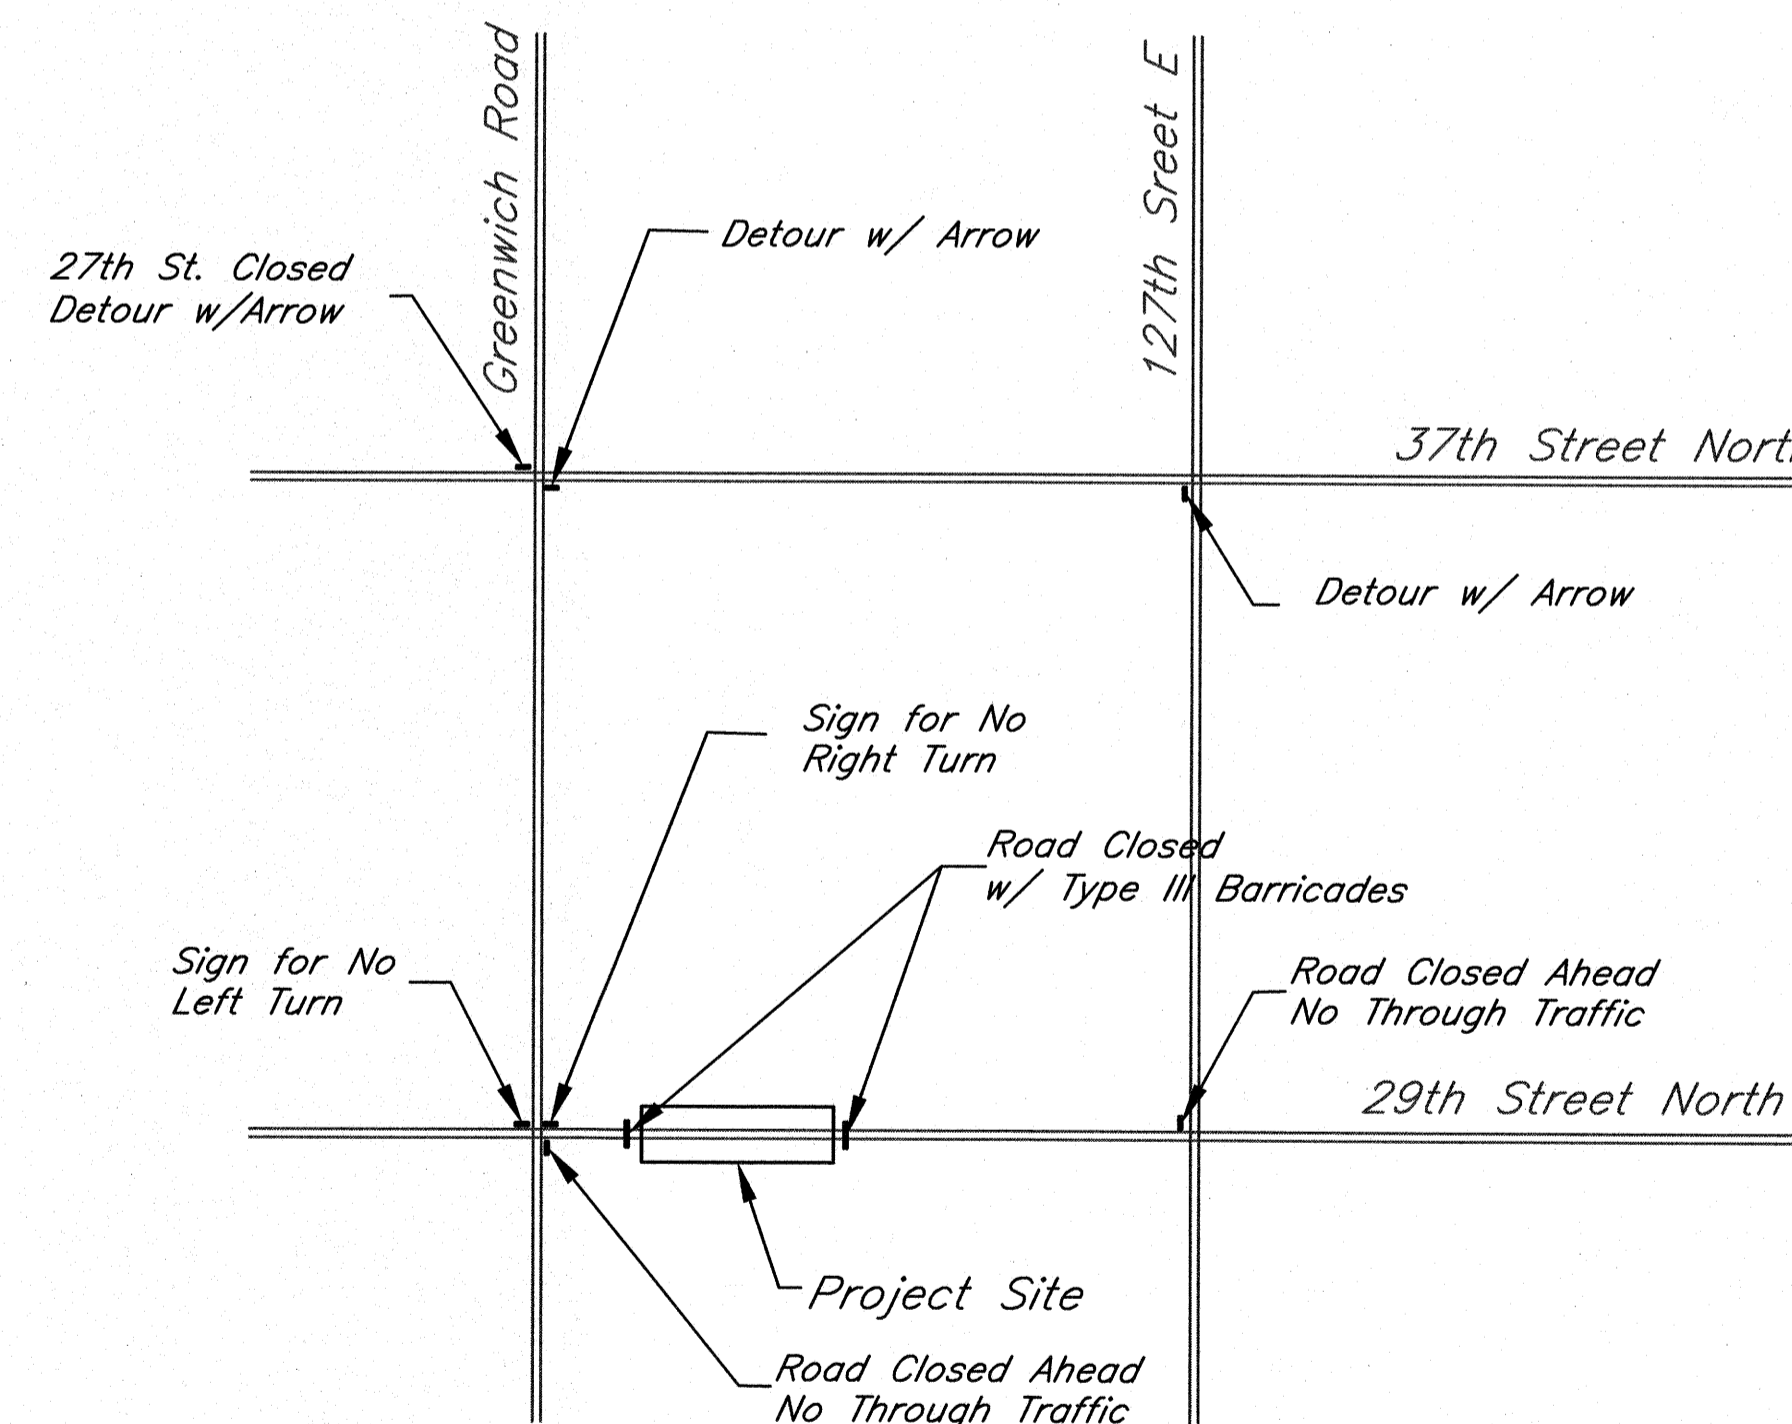 Greenwich Road
127th Sreet E
Detour w/ Arrow
27th St. Closed
Detour w/Arrow
37th Street North
Detour w/ Arrow
Sign for No
Right Turn
Road Closed
w/ Type III Barricades
Sign for No
Left Turn
Road Closed Ahead
No Through Traffic
29th Street North
Project Site
Road Closed Ahead
No Through Traffic